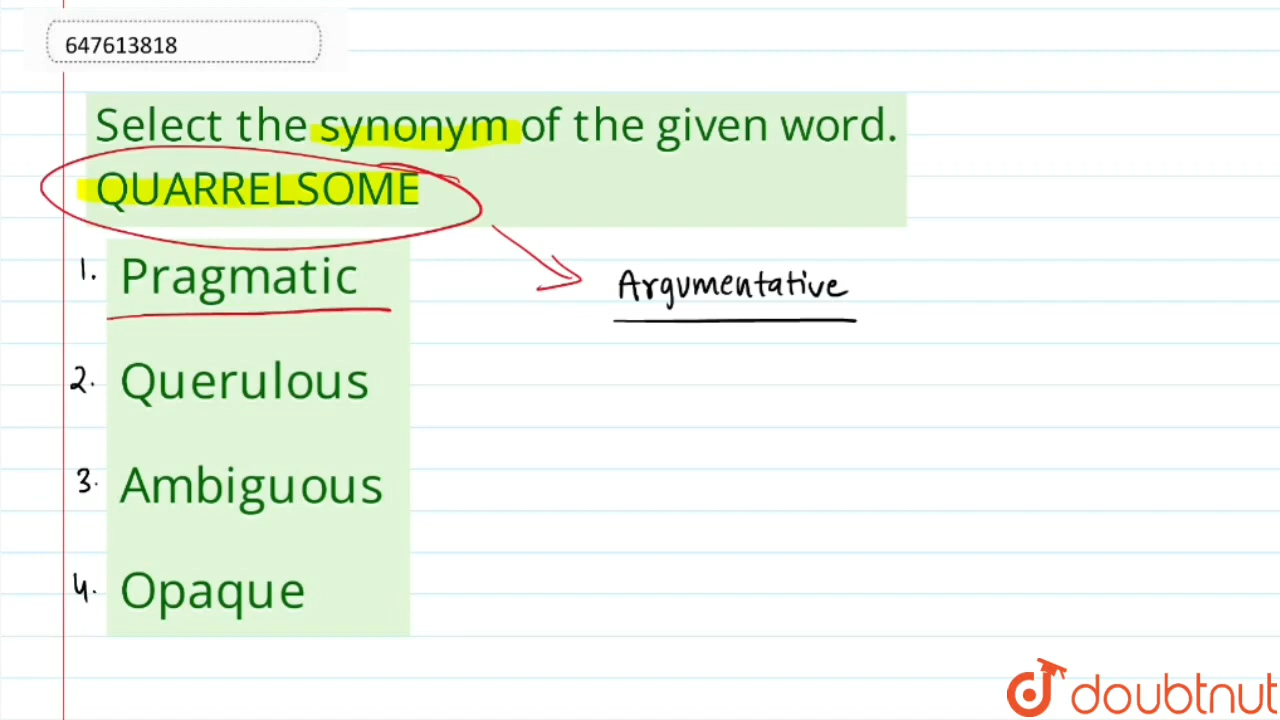 647613818
Select the synonym of the given word.
QUARRELSOME
1. Pragmatic
Argumentative
2. Querulous
3. Ambiguous
4. Opaque
doubtnut